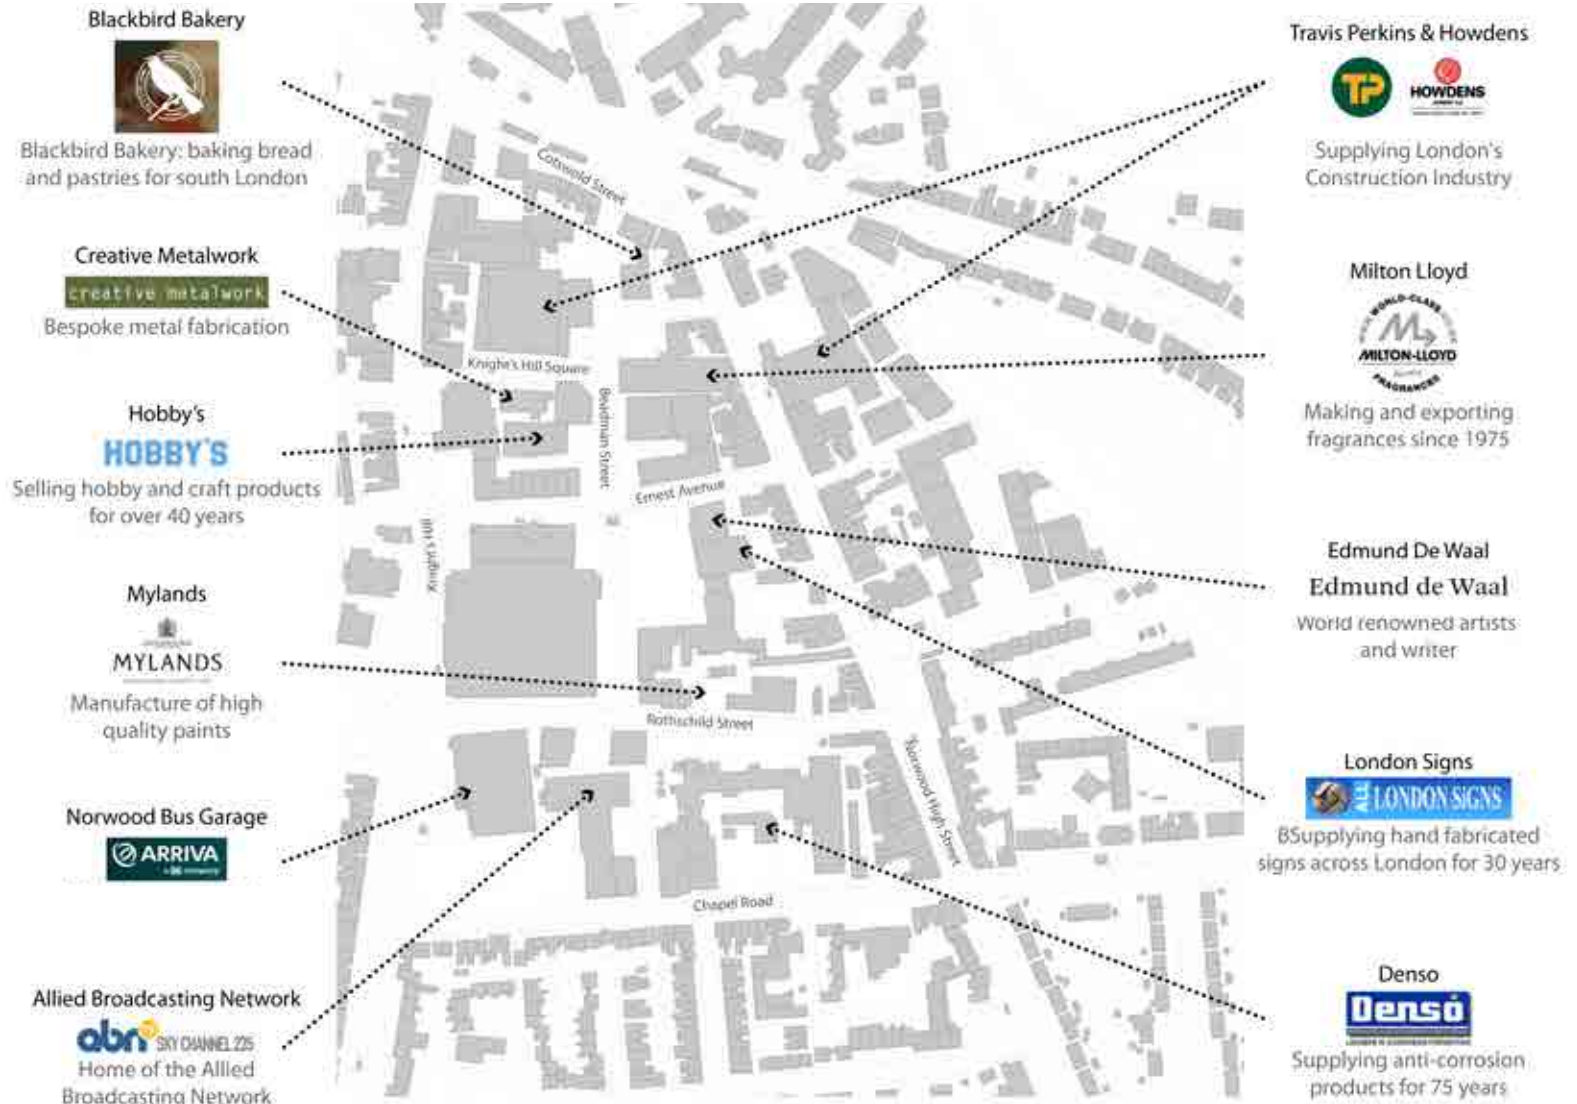 Blackbird Bakery
Blackbird Bakery: baking bread
and pastries for south London
Creative Metalwork
creative metalwork
Bespoke metal fabrication
Hobby's
HOBBY'S
Selling hobby and craft products
for over 40 years
Mylands
MYLANDS
Manufacture of high
quality paints
Norwood Bus Garage
ARRIVA
Allied Broadcasting Network
abn SKY CHANNEL 225
Home of the Allied
Broadcasting Network
Cotswold Street
Knight's Hill Square
Beadman Street
Ernest Avenue
Knight's Hill
Rothschild Street
Norwood High Street
Chapel Road
Travis Perkins & Howdens
TP
HOWDENS
Supplying London's
Construction Industry
Milton Lloyd
WORLD-CLASS
M
MILTON-LLOYD
FRAGRANCES
Making and exporting
fragrances since 1975
Edmund De Waal
Edmund de Waal
World renowned artists
and writer
London Signs
ALL LONDON SIGNS
BSupplying hand fabricated
signs across London for 30 years
Denso
Denso
Supplying anti-corrosion
products for 75 years